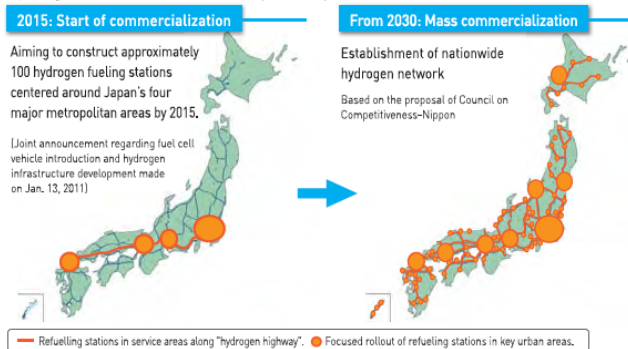 2015: Start of commercialization
Aiming to construct approximately
100 hydrogen fueling stations
centered around Japan's four
major metropolitan areas by 2015.
(Joint announcement regarding fuel cell
vehicle introduction and hydrogen
infrastructure development made
on Jan. 13, 2011)
From 2030: Mass commercialization
Establishment of nationwide
hydrogen network
Based on the proposal of Council on
Competitiveness–Nippon
Refuelling stations in service areas along "hydrogen highway".
Focused rollout of refueling stations in key urban areas.